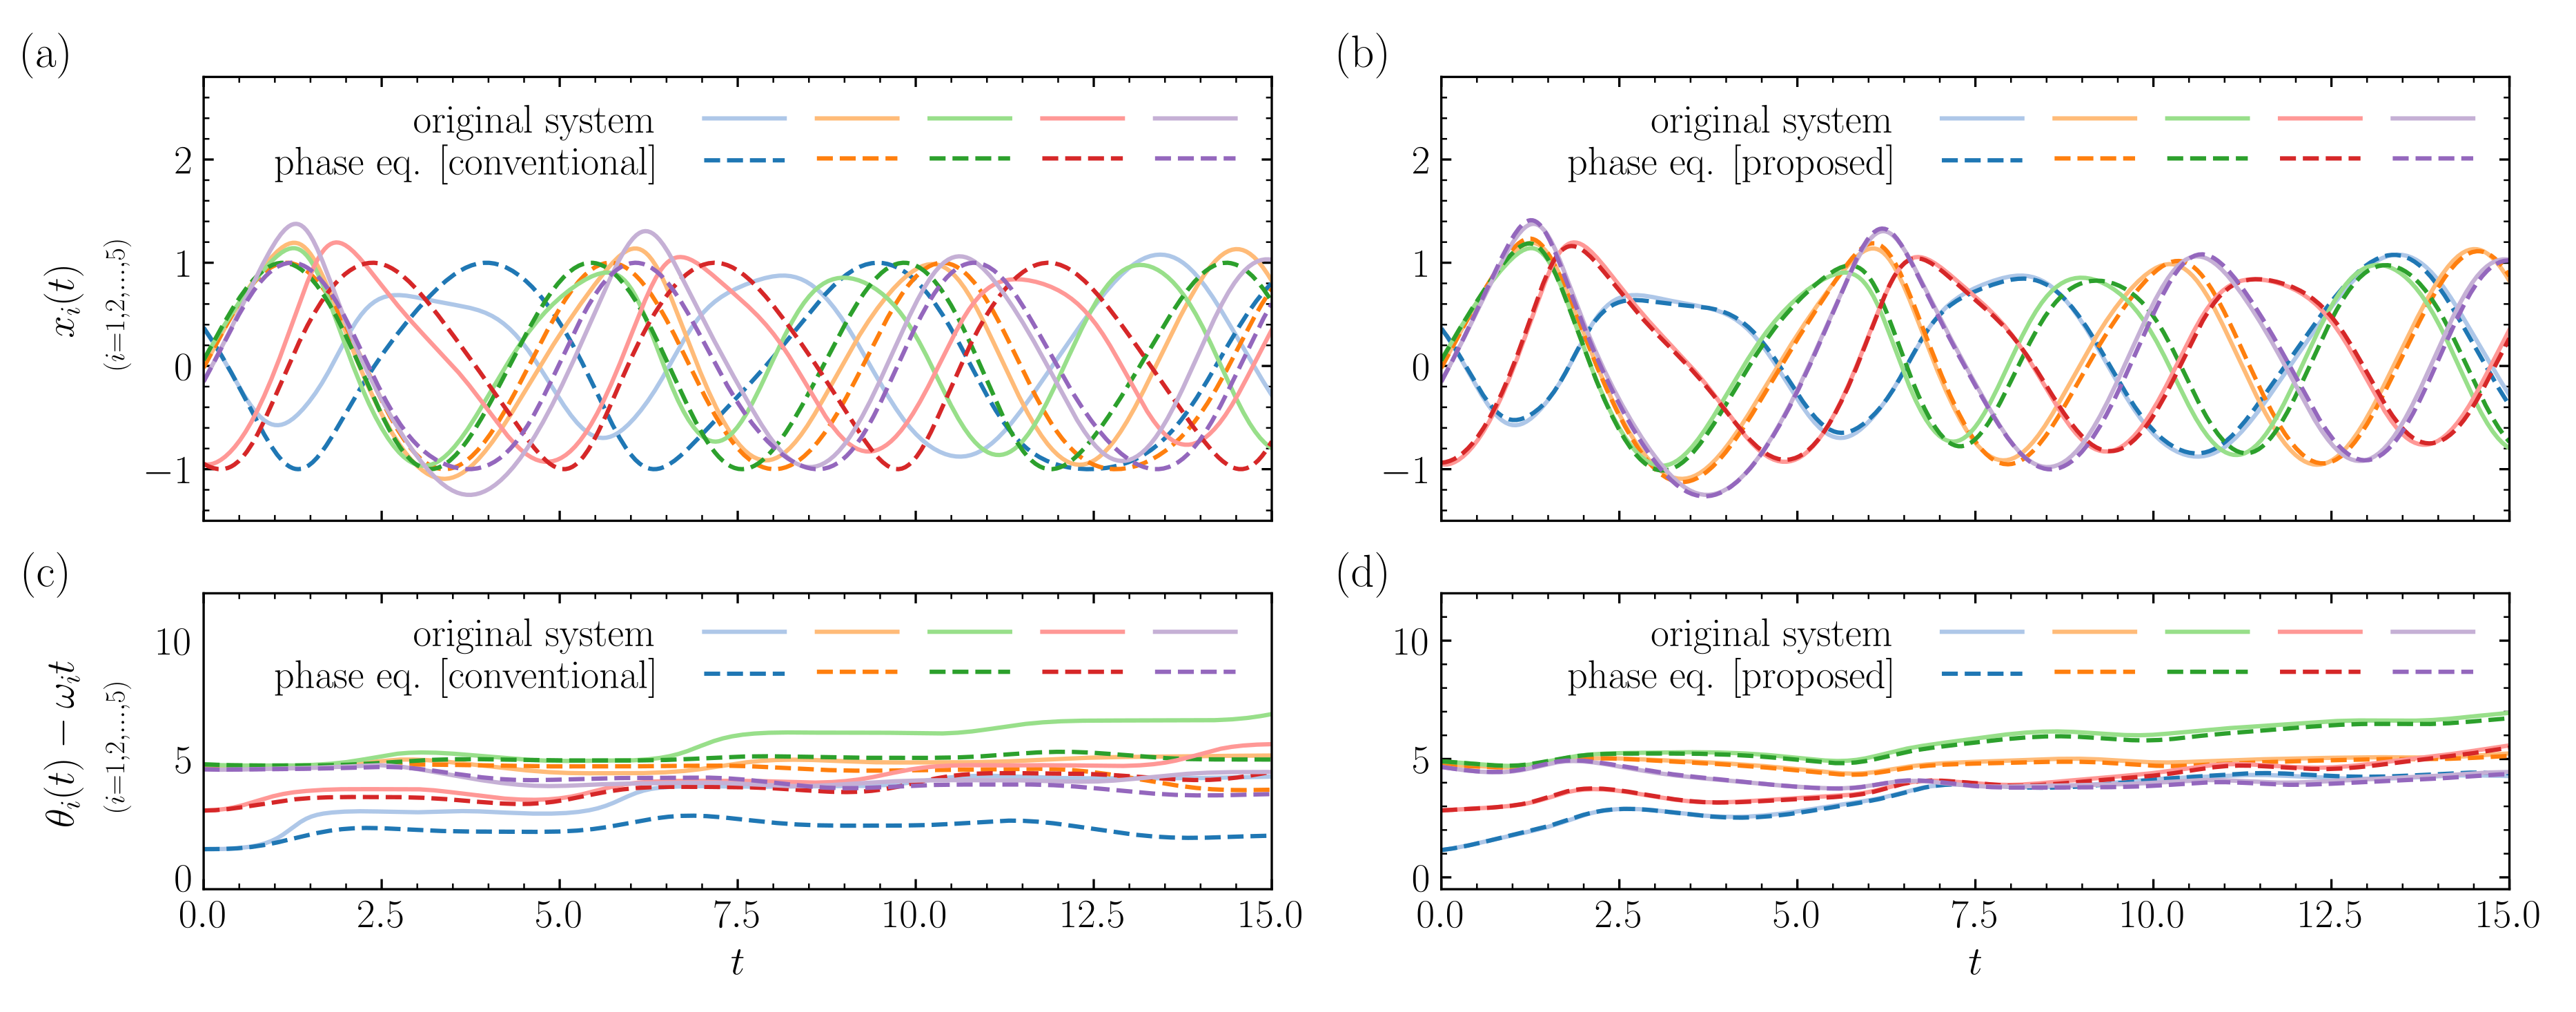 (a)
original system
phase eq. [conventional]
2
1
0
−1
x_i(t)
(i=1,2,...,5)
(b)
original system
phase eq. [proposed]
2
1
0
−1
(c)
original system
phase eq. [conventional]
10
5
0
θ_i(t) − ω_i t
(i=1,2,...,5)
0.0 2.5 5.0 7.5 10.0 12.5 15.0
t
(d)
original system
phase eq. [proposed]
10
5
0
0.0 2.5 5.0 7.5 10.0 12.5 15.0
t